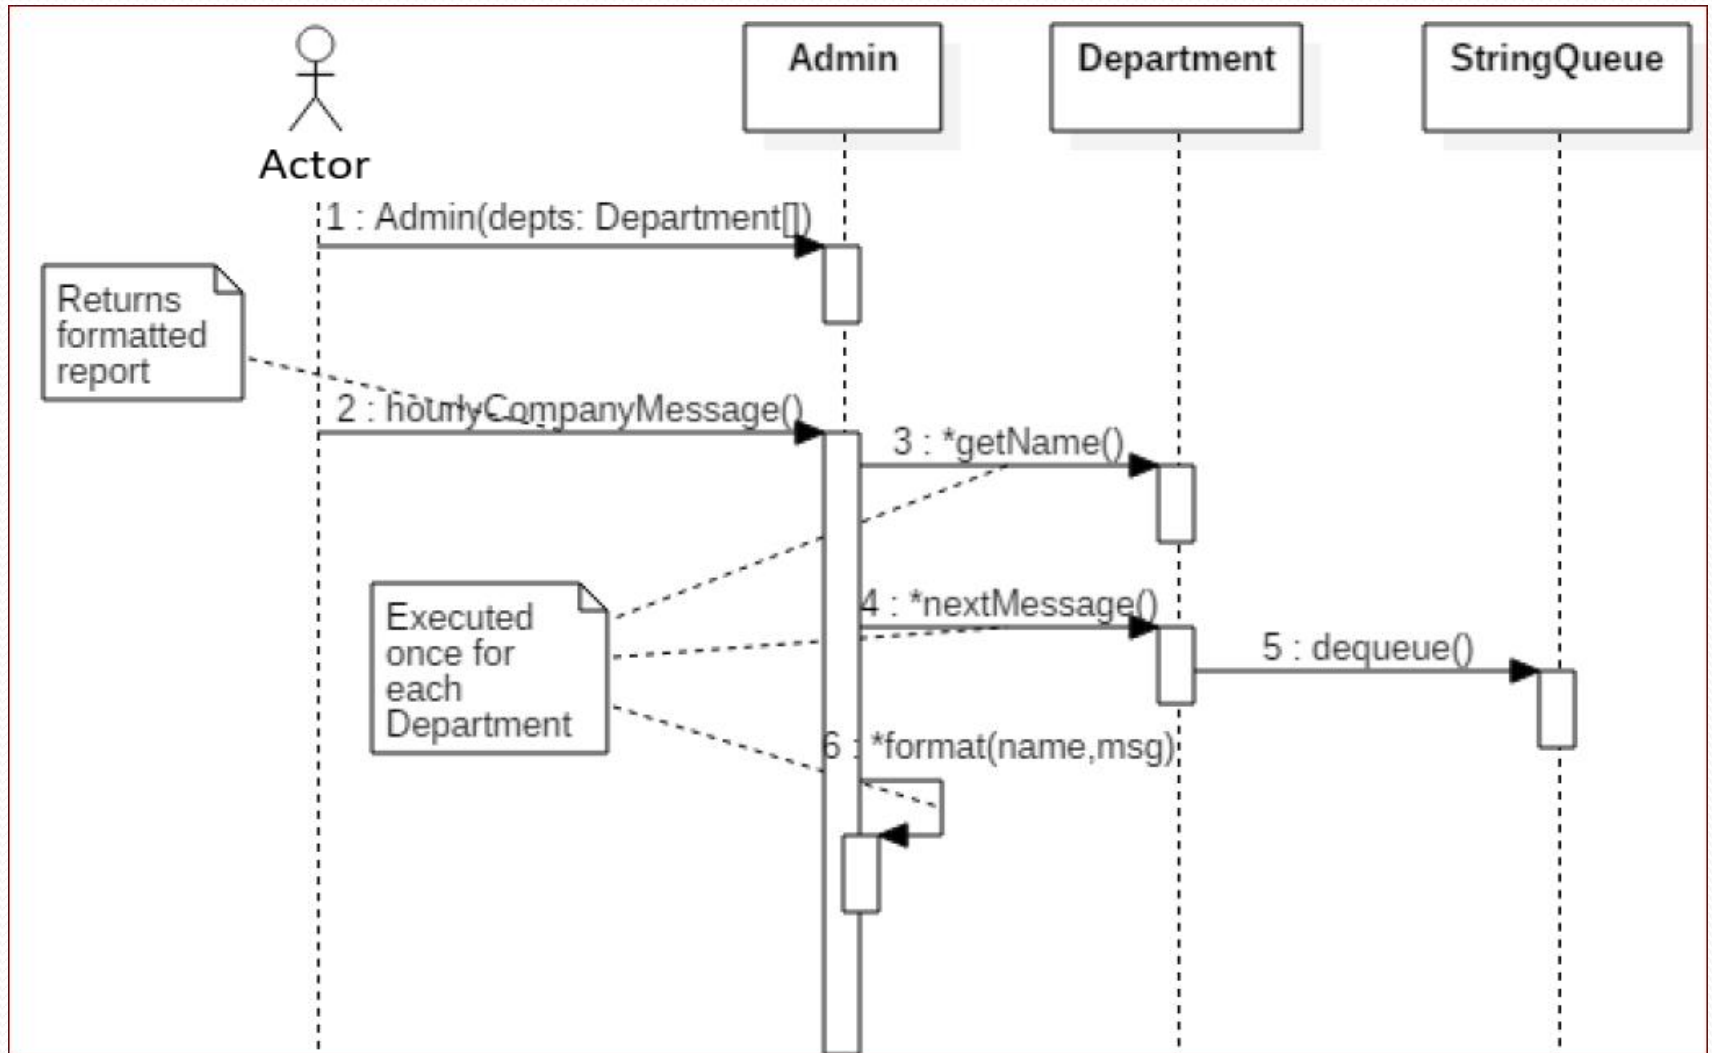 Admin
Department
StringQueue
Actor
1 : Admin(depts: Department[])
Returns
formatted
report
2 : hourlyCompanyMessage()
3 : *getName()
Executed
once for
each
Department
4 : *nextMessage()
5 : dequeue()
6 : *format(name,msg)